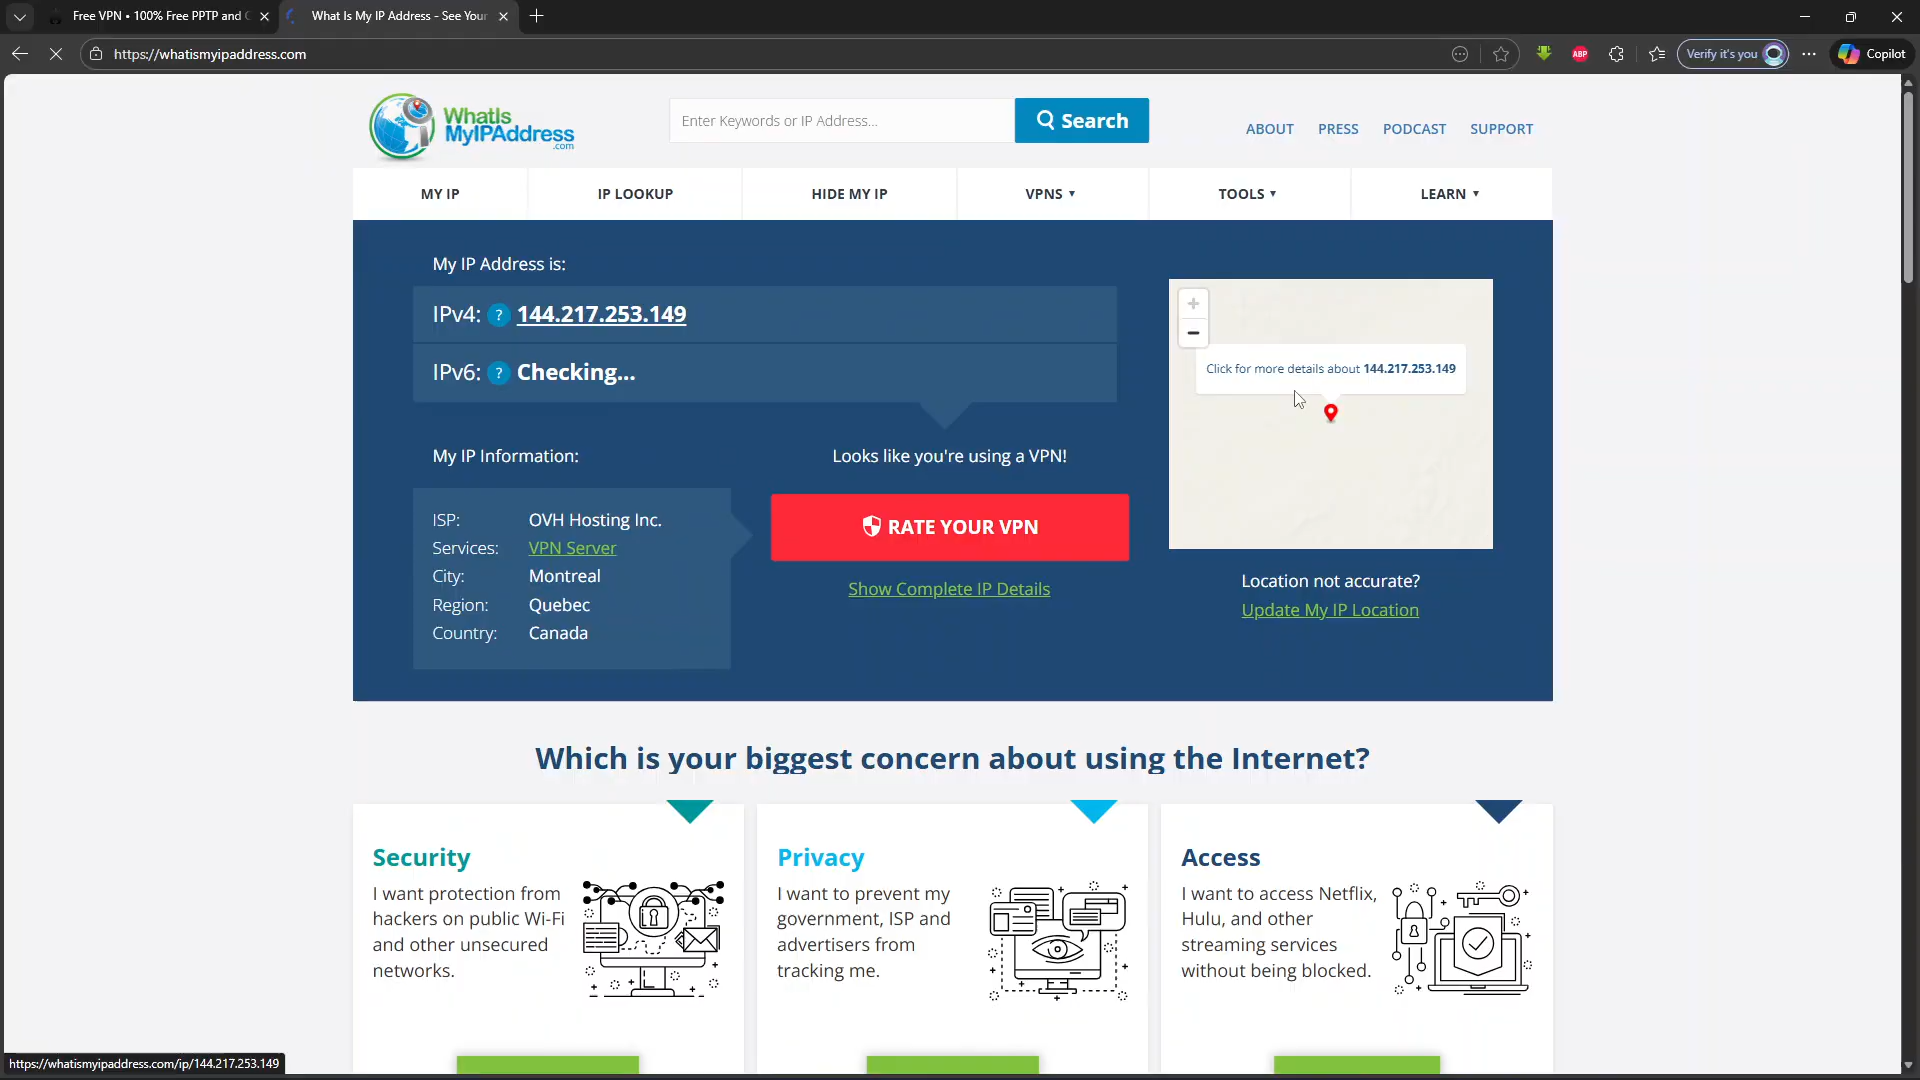 Free VPN • 100% Free PPTP and
What Is My IP Address - See Your
https://whatismyipaddress.com
ABP
Verify it's you
Copilot
WhatIs
MyIPAddress
.com
Enter Keywords or IP Address...
Search
ABOUT
PRESS
PODCAST
SUPPORT
MY IP
IP LOOKUP
HIDE MY IP
VPNS ▾
TOOLS ▾
LEARN ▾
My IP Address is:
IPv4: ? 144.217.253.149
IPv6: ? Checking...
+
−
Click for more details about 144.217.253.149
My IP Information:
Looks like you're using a VPN!
ISP: OVH Hosting Inc.
Services: VPN Server
City: Montreal
Region: Quebec
Country: Canada
RATE YOUR VPN
Show Complete IP Details
Location not accurate?
Update My IP Location
Which is your biggest concern about using the Internet?
Security
I want protection from
hackers on public Wi-Fi
and other unsecured
networks.
Privacy
I want to prevent my
government, ISP and
advertisers from
tracking me.
Access
I want to access Netflix,
Hulu, and other
streaming services
without being blocked.
https://whatismyipaddress.com/ip/144.217.253.149